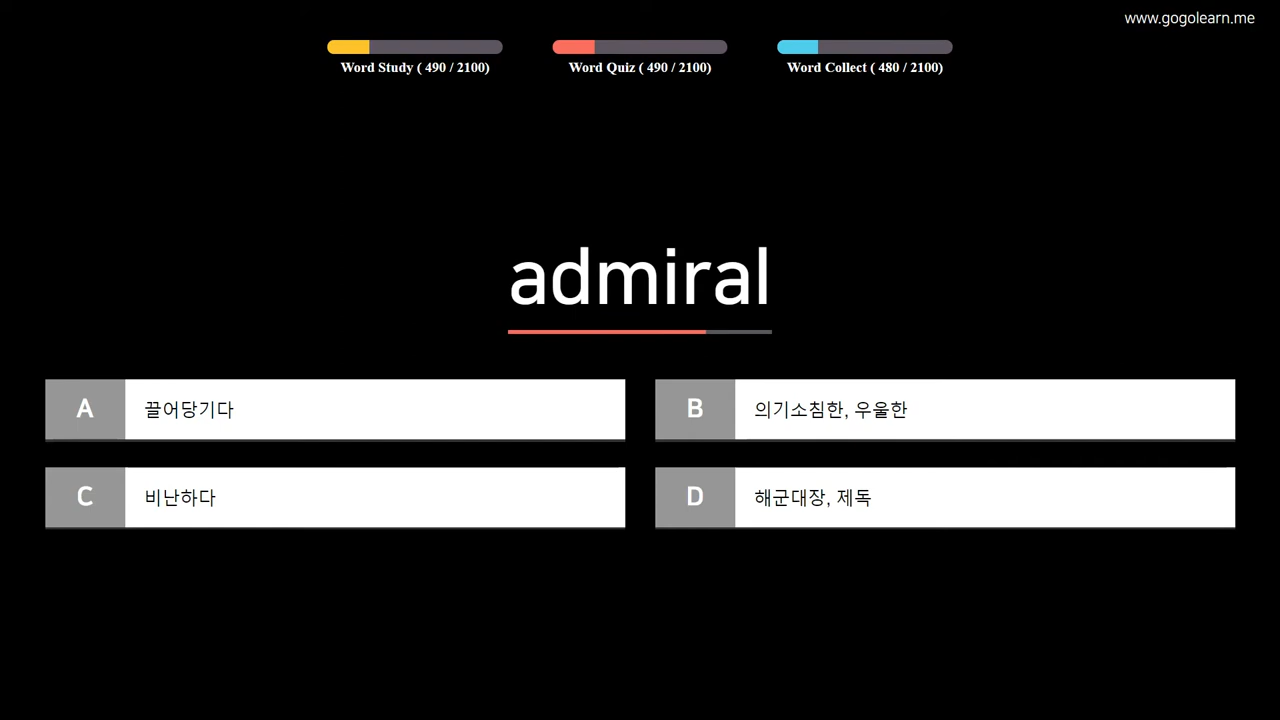 www.gogolearn.me
Word Study ( 490 / 2100)
Word Quiz ( 490 / 2100)
Word Collect ( 480 / 2100)
admiral
A 끌어당기다
B 의기소침한, 우울한
C 비난하다
D 해군대장, 제독